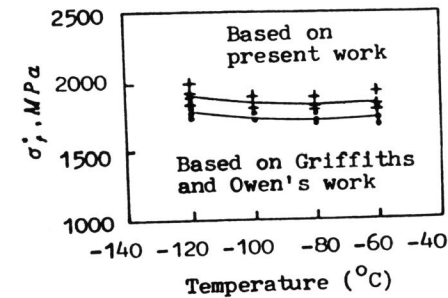 2500
Based on
present work
2000
σ*f, MPa
1500
Based on Griffiths
and Owen's work
1000
-140 -120 -100 -80 -60 -40
Temperature (°C)